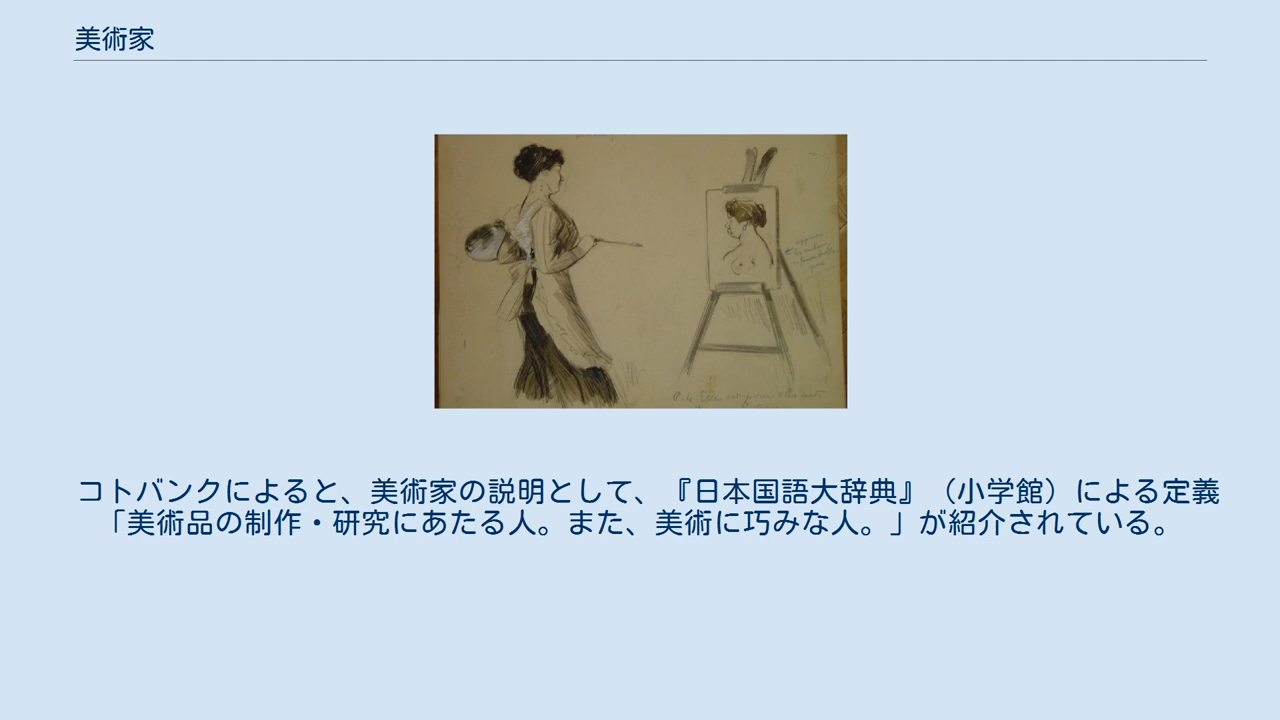 美術家
コトバンクによると、美術家の説明として、『日本国語大辞典』（小学館）による定義
「美術品の制作・研究にあたる人。また、美術に巧みな人。」が紹介されている。